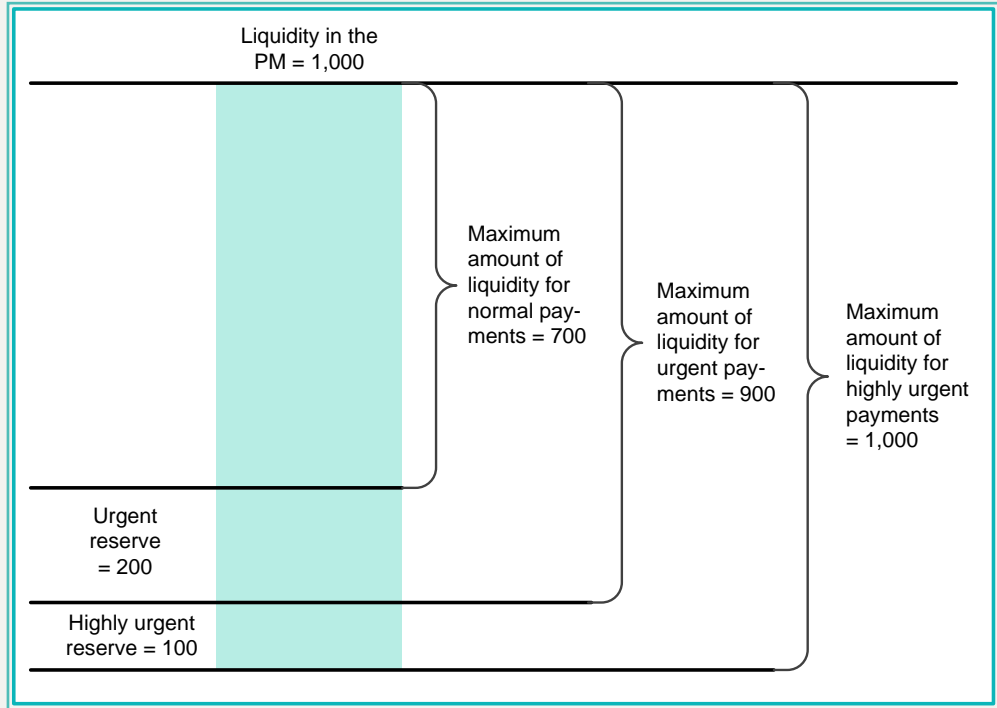 Liquidity in the
PM = 1,000
Maximum
amount of
liquidity for
normal pay-
ments = 700
Maximum
amount of
liquidity for
urgent pay-
ments = 900
Maximum
amount of
liquidity for
highly urgent
payments
= 1,000
Urgent
reserve
= 200
Highly urgent
reserve = 100